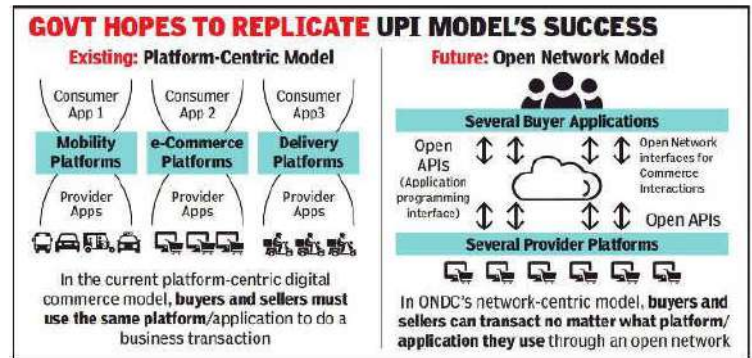 GOVT HOPES TO REPLICATE UPI MODEL'S SUCCESS
Existing: Platform-Centric Model
Consumer App 1
Consumer App 2
Consumer App3
Mobility Platforms
e-Commerce Platforms
Delivery Platforms
Provider Apps
Provider Apps
Provider Apps
In the current platform-centric digital
commerce model, buyers and sellers must
use the same platform/application to do a
business transaction
Future: Open Network Model
Several Buyer Applications
Open
APIs
(Application
programming
interface)
Open Network
interfaces for
Commerce
Interactions
Open APIs
Several Provider Platforms
In ONDC's network-centric model, buyers and
sellers can transact no matter what platform/
application they use through an open network